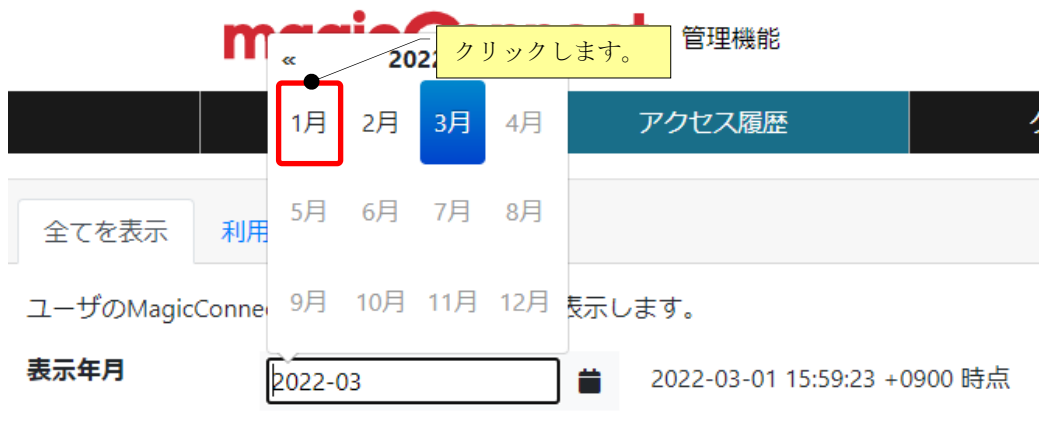 管理機能
クリックします。
«
1月 2月 3月 4月
アクセス履歴
5月 6月 7月 8月
全てを表示 利用
9月 10月 11月 12月
ユーザのMagicConne 表示します。
表示年月 2022-03 2022-03-01 15:59:23 +0900 時点